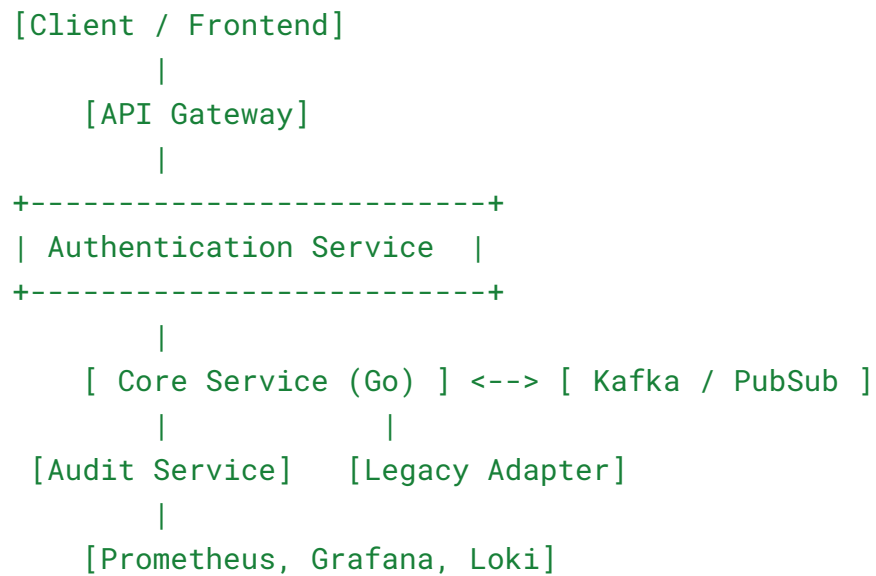 [Client / Frontend]
        |
    [API Gateway]
        |
+--------------------------+
| Authentication Service  |
+--------------------------+
        |
    [ Core Service (Go) ] <--> [ Kafka / PubSub ]
        |            |
 [Audit Service]   [Legacy Adapter]
        |
    [Prometheus, Grafana, Loki]